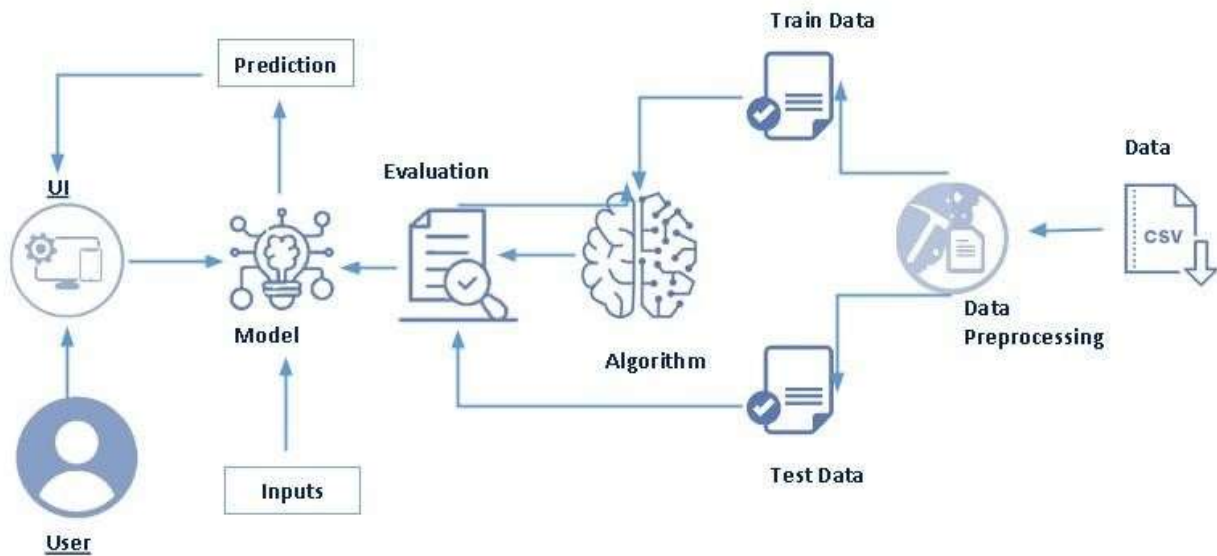 Train Data
Prediction
Data
Evaluation
UI
CSV
Model
Data
Preprocessing
Algorithm
Test Data
Inputs
User